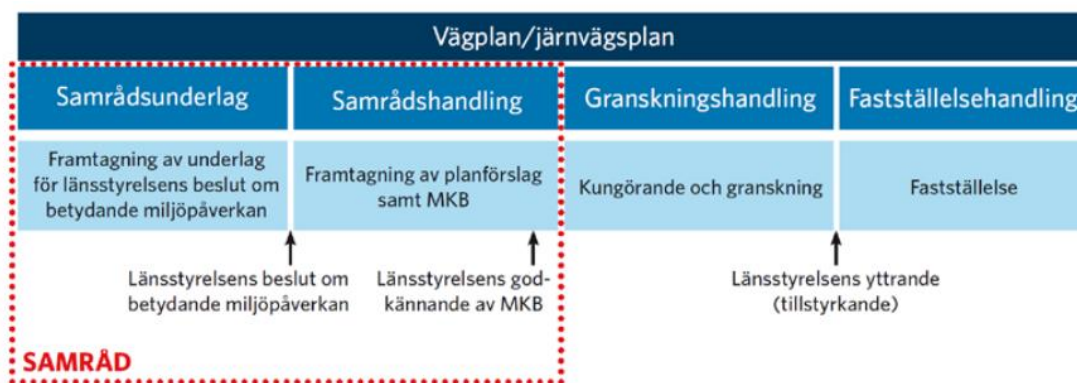 Vägplan/järnvägsplan
Samrådsunderlag
Samrådshandling
Granskningshandling
Fastställelsehandling
Framtagning av underlag
för länsstyrelsens beslut om
betydande miljöpåverkan
Framtagning av planförslag
samt MKB
Kungörande och granskning
Fastställelse
Länsstyrelsens beslut om
betydande miljöpåverkan
Länsstyrelsens god-
kännande av MKB
Länsstyrelsens yttrande
(tillstyrkande)
SAMRÅD